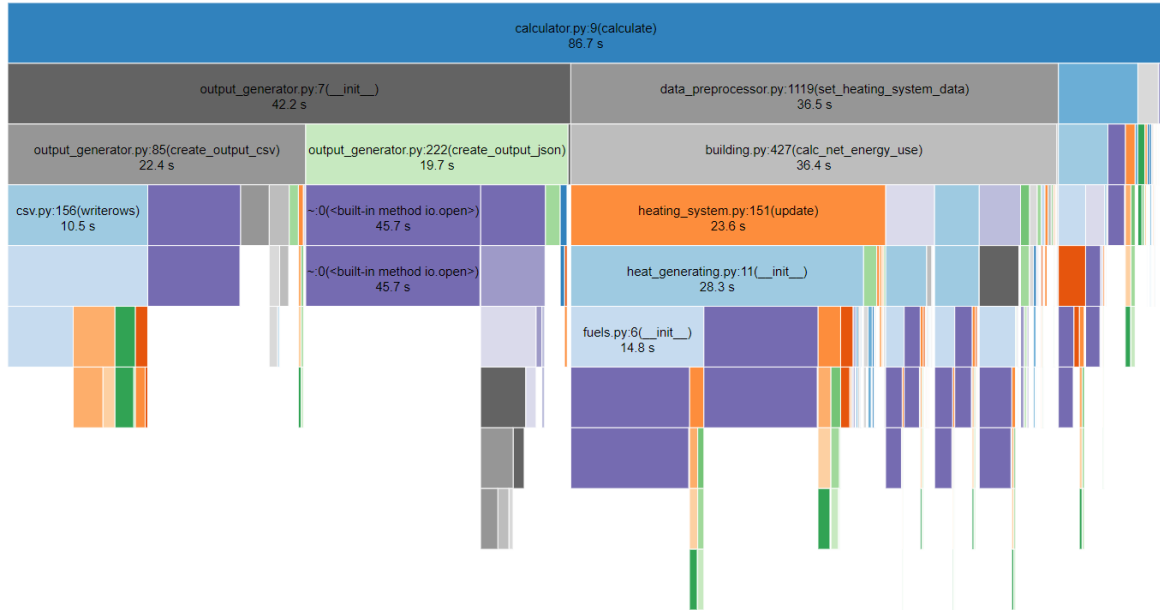 calculator.py:9(calculate)
86.7 s
output_generator.py:7(__init__)
42.2 s
data_preprocessor.py:1119(set_heating_system_data)
36.5 s
output_generator.py:85(create_output_csv)
22.4 s
output_generator.py:222(create_output_json)
19.7 s
building.py:427(calc_net_energy_use)
36.4 s
csv.py:156(writerows)
10.5 s
~:0(<built-in method io.open>)
45.7 s
heating_system.py:151(update)
23.6 s
~:0(<built-in method io.open>)
45.7 s
heat_generating.py:11(__init__)
28.3 s
fuels.py:6(__init__)
14.8 s